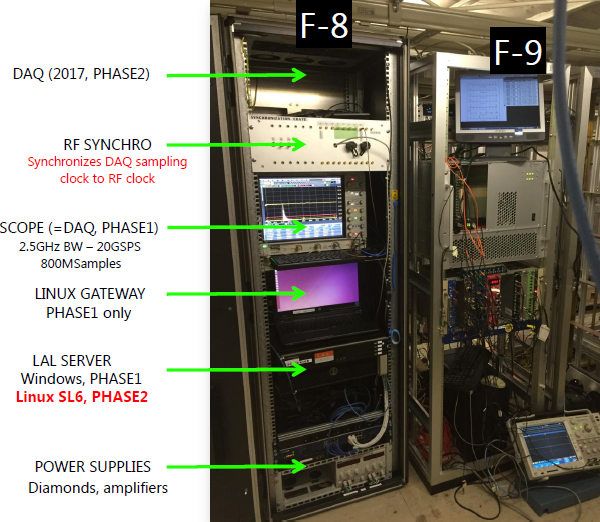 F-8
F-9
DAQ (2017, PHASE2)
RF SYNCHRO
Synchronizes DAQ sampling
clock to RF clock
SCOPE (=DAQ, PHASE1)
2.5GHz BW – 20GSPS
800MSamples
LINUX GATEWAY
PHASE1 only
LAL SERVER
Windows, PHASE1
Linux SL6, PHASE2
POWER SUPPLIES
Diamonds, amplifiers
SYNCHRONIZATION CRATE